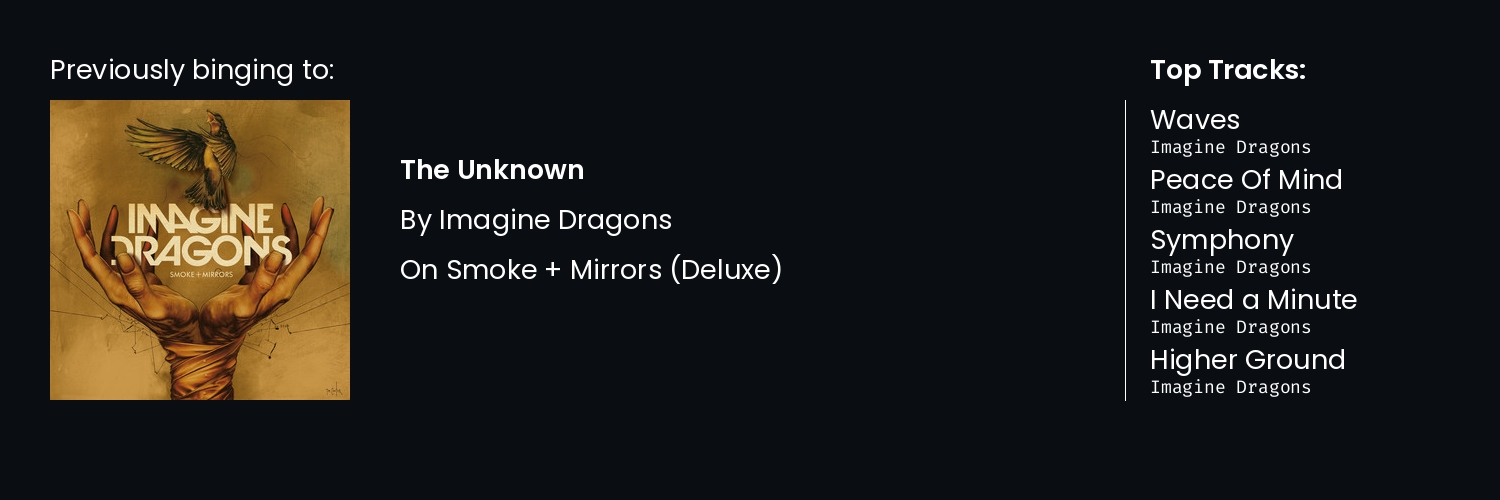 Previously binging to:
IMAGINE
DRAGONS
SMOKE + MIRRORS
The Unknown
By Imagine Dragons
On Smoke + Mirrors (Deluxe)
Top Tracks:
Waves
Imagine Dragons
Peace Of Mind
Imagine Dragons
Symphony
Imagine Dragons
I Need a Minute
Imagine Dragons
Higher Ground
Imagine Dragons